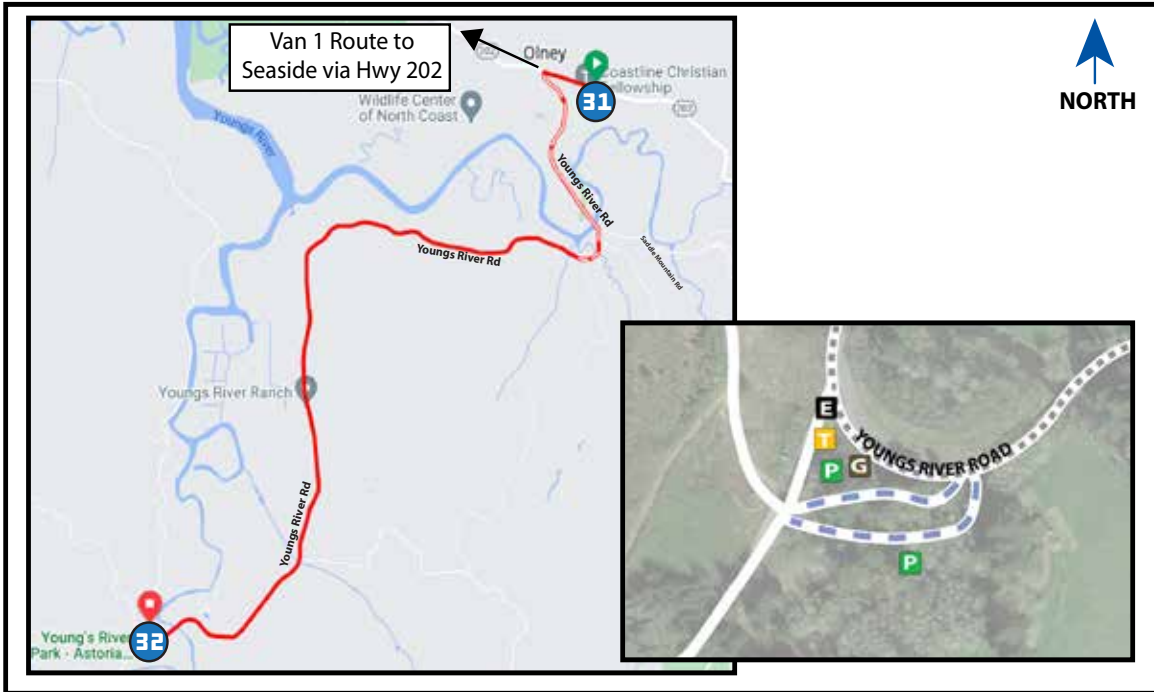 Van 1 Route to
Seaside via Hwy 202
202
Olney
Coastline Christian
Fellowship
31
202
Wildlife Center
of North Coast
NORTH
Youngs River
Youngs River Rd
Youngs River Rd
Saddle Mountain Rd
Youngs River Ranch
Youngs River Rd
Young's River
Park - Astoria...
32
E
T
P
G
YOUNGS RIVER ROAD
P